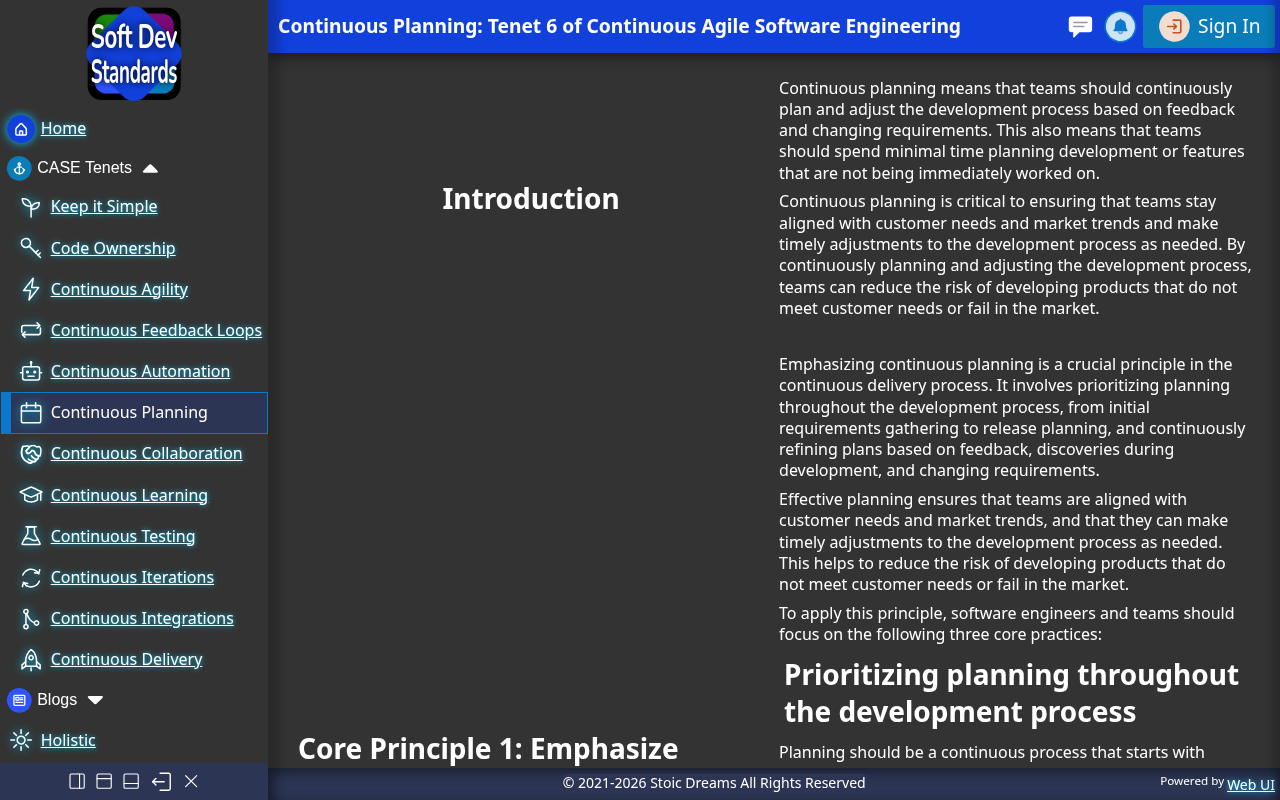 Soft Dev
Standards
Home
CASE Tenets
Keep it Simple
Code Ownership
Continuous Agility
Continuous Feedback Loops
Continuous Automation
Continuous Planning
Continuous Collaboration
Continuous Learning
Continuous Testing
Continuous Iterations
Continuous Integrations
Continuous Delivery
Blogs
Holistic
Continuous Planning: Tenet 6 of Continuous Agile Software Engineering
Sign In
Introduction
Continuous planning means that teams should continuously
plan and adjust the development process based on feedback
and changing requirements. This also means that teams
should spend minimal time planning development or features
that are not being immediately worked on.
Continuous planning is critical to ensuring that teams stay
aligned with customer needs and market trends and make
timely adjustments to the development process as needed. By
continuously planning and adjusting the development process,
teams can reduce the risk of developing products that do not
meet customer needs or fail in the market.
Core Principle 1: Emphasize
Emphasizing continuous planning is a crucial principle in the
continuous delivery process. It involves prioritizing planning
throughout the development process, from initial
requirements gathering to release planning, and continuously
refining plans based on feedback, discoveries during
development, and changing requirements.
Effective planning ensures that teams are aligned with
customer needs and market trends, and that they can make
timely adjustments to the development process as needed.
This helps to reduce the risk of developing products that do
not meet customer needs or fail in the market.
To apply this principle, software engineers and teams should
focus on the following three core practices:
Prioritizing planning throughout
the development process
Planning should be a continuous process that starts with
© 2021-2026 Stoic Dreams All Rights Reserved
Powered by Web UI